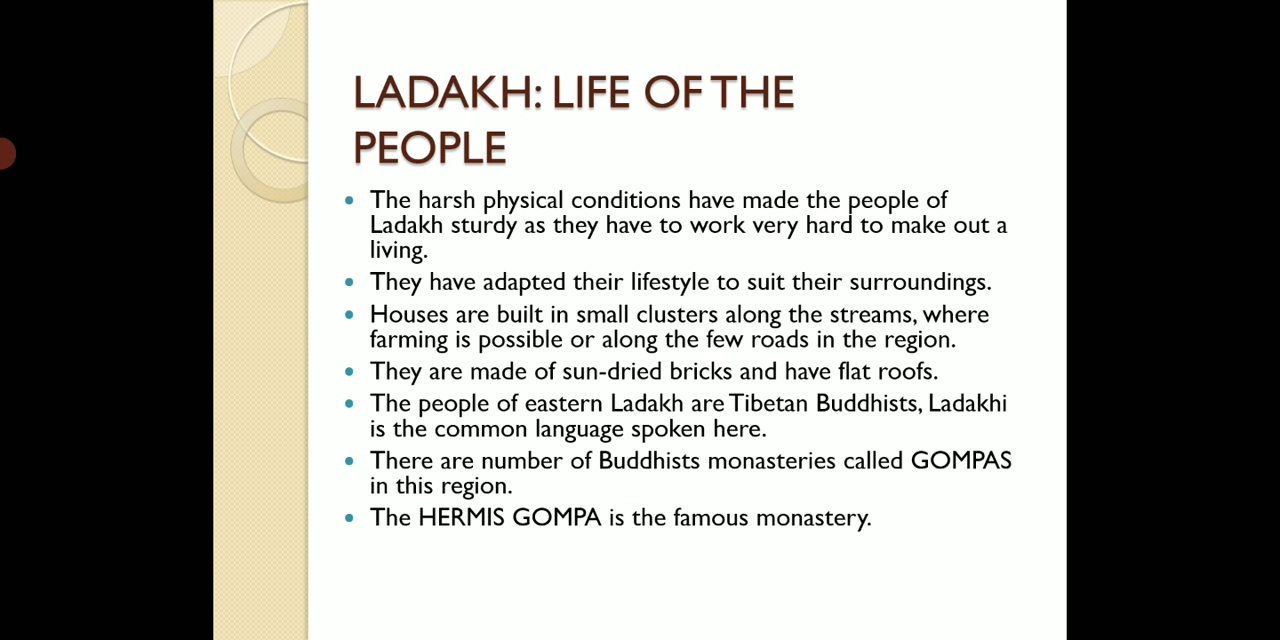 LADAKH: LIFE OF THE
PEOPLE
• The harsh physical conditions have made the people of
Ladakh sturdy as they have to work very hard to make out a
living.
• They have adapted their lifestyle to suit their surroundings.
• Houses are built in small clusters along the streams, where
farming is possible or along the few roads in the region.
• They are made of sun-dried bricks and have flat roofs.
• The people of eastern Ladakh are Tibetan Buddhists, Ladakhi
is the common language spoken here.
• There are number of Buddhists monasteries called GOMPAS
in this region.
• The HERMIS GOMPA is the famous monastery.